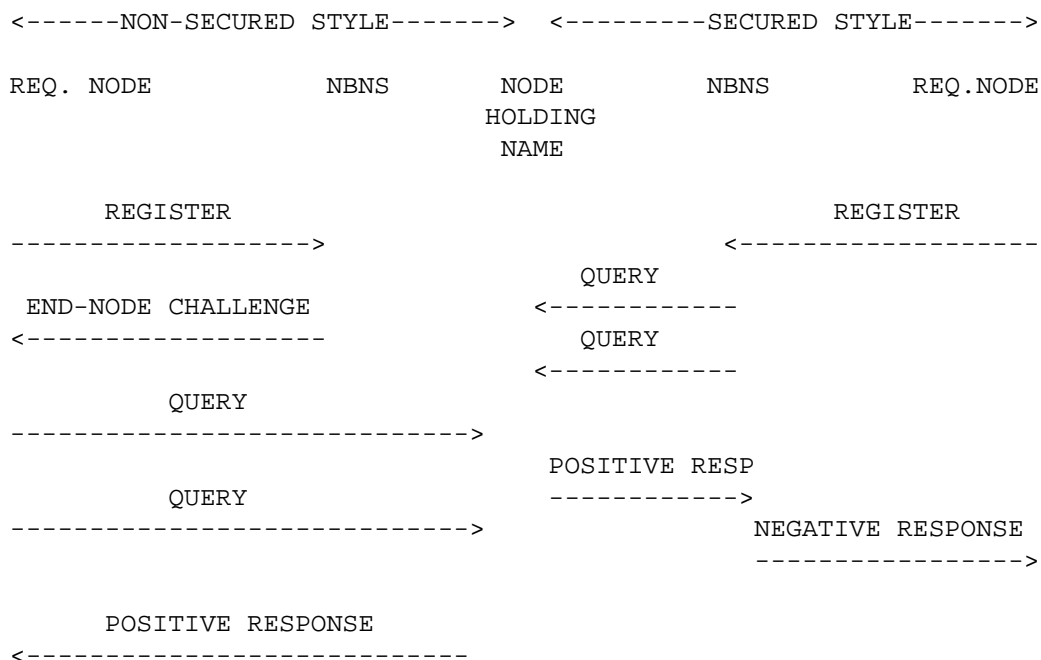 <------NON-SECURED STYLE-------> <---------SECURED STYLE------->
REQ. NODE NBNS NODE NBNS REQ.NODE
HOLDING
NAME
REGISTER REGISTER
-------------------> <-------------------
QUERY
END-NODE CHALLENGE <------------
<------------------- QUERY
<------------
QUERY
----------------------------->
POSITIVE RESP
QUERY ------------>
-----------------------------> NEGATIVE RESPONSE
----------------->
POSITIVE RESPONSE
<----------------------------